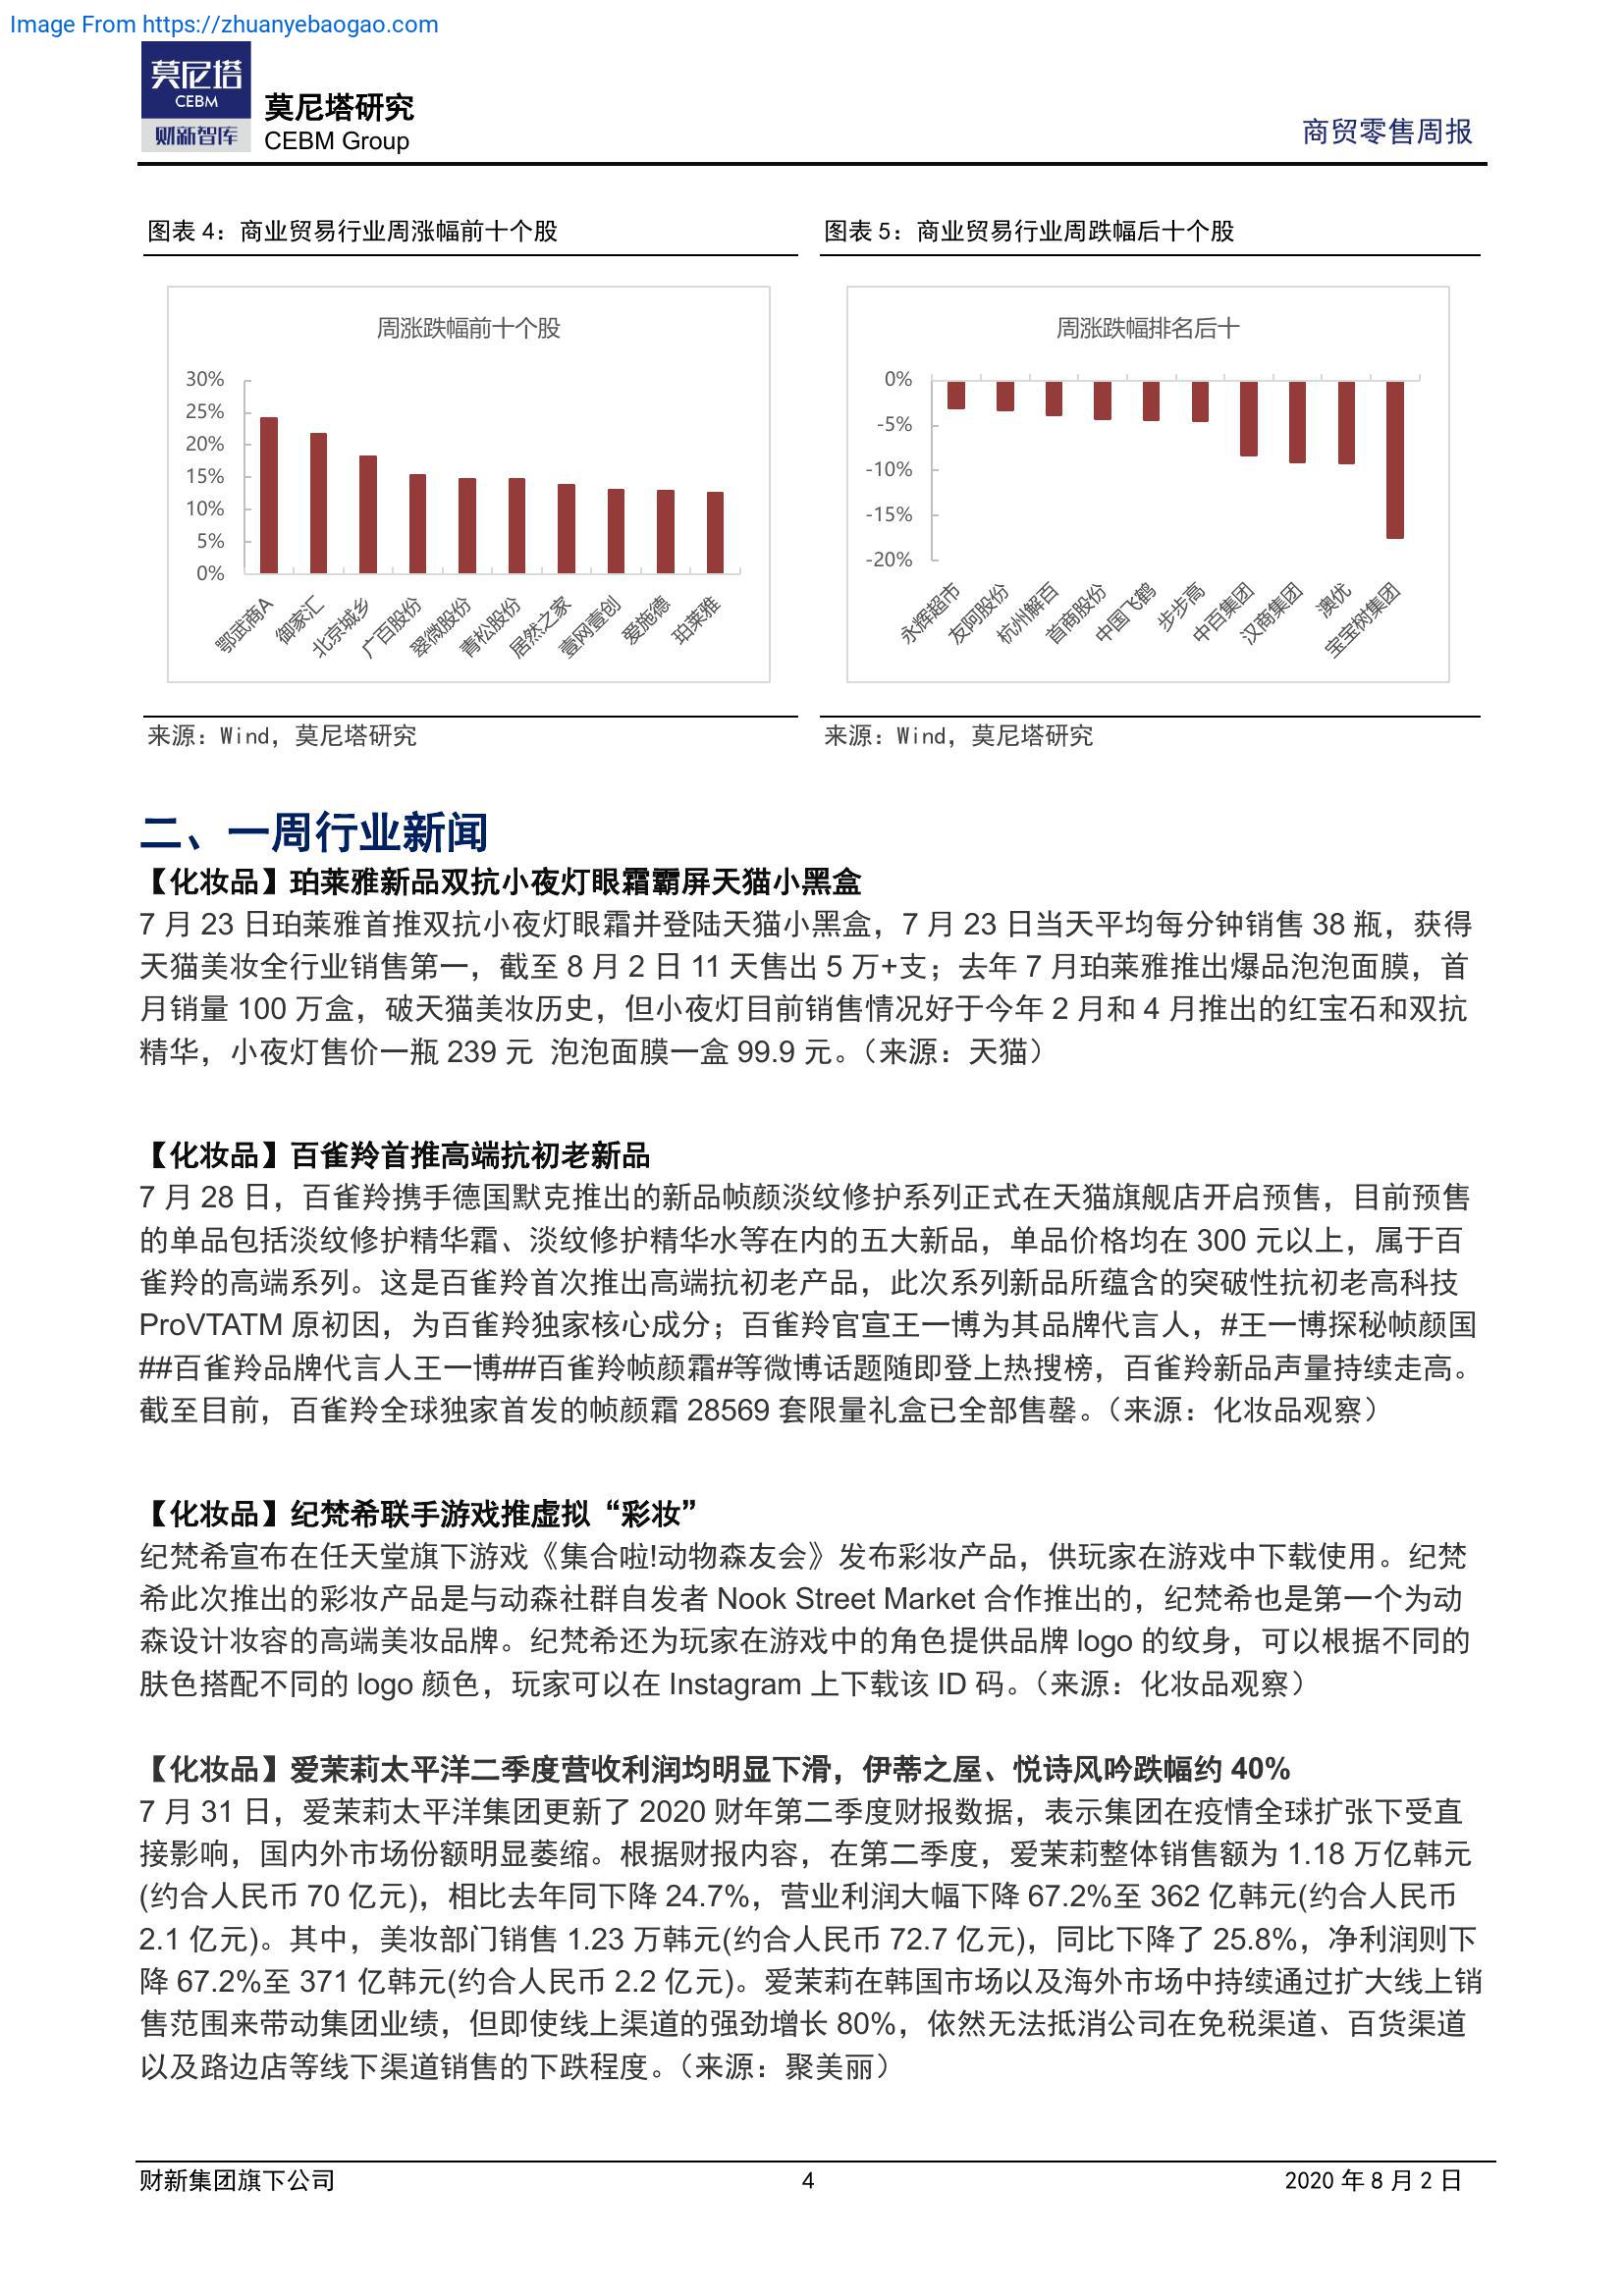 Image From https://zhuanyebaogao.com
莫尼塔
CEBM
财新智库
莫尼塔研究
CEBM Group
商贸零售周报
图表 4：商业贸易行业周涨幅前十个股
周涨跌幅前十个股
30%
25%
20%
15%
10%
5%
0%
鄂武商A
御家汇
北京城乡
广百股份
翠微股份
青松股份
居然之家
壹网壹创
爱施德
珀莱雅
来源：Wind，莫尼塔研究
图表 5：商业贸易行业周跌幅后十个股
周涨跌幅排名后十
0%
-5%
-10%
-15%
-20%
永辉超市
友阿股份
杭州解百
首商股份
中国飞鹤
步步高
中百集团
汉商集团
澳优
宝宝树集团
来源：Wind，莫尼塔研究
二、一周行业新闻
【化妆品】珀莱雅新品双抗小夜灯眼霜霸屏天猫小黑盒
7 月 23 日珀莱雅首推双抗小夜灯眼霜并登陆天猫小黑盒，7 月 23 日当天平均每分钟销售 38 瓶，获得
天猫美妆全行业销售第一，截至 8 月 2 日 11 天售出 5 万+支；去年 7 月珀莱雅推出爆品泡泡面膜，首
月销量 100 万盒，破天猫美妆历史，但小夜灯目前销售情况好于今年 2 月和 4 月推出的红宝石和双抗
精华，小夜灯售价一瓶 239 元 泡泡面膜一盒 99.9 元。（来源：天猫）
【化妆品】百雀羚首推高端抗初老新品
7 月 28 日，百雀羚携手德国默克推出的新品帧颜淡纹修护系列正式在天猫旗舰店开启预售，目前预售
的单品包括淡纹修护精华霜、淡纹修护精华水等在内的五大新品，单品价格均在 300 元以上，属于百
雀羚的高端系列。这是百雀羚首次推出高端抗初老产品，此次系列新品所蕴含的突破性抗初老高科技
ProVTATM 原初因，为百雀羚独家核心成分；百雀羚官宣王一博为其品牌代言人，#王一博探秘帧颜国
##百雀羚品牌代言人王一博##百雀羚帧颜霜#等微博话题随即登上热搜榜，百雀羚新品声量持续走高。
截至目前，百雀羚全球独家首发的帧颜霜 28569 套限量礼盒已全部售罄。（来源：化妆品观察）
【化妆品】纪梵希联手游戏推虚拟“彩妆”
纪梵希宣布在任天堂旗下游戏《集合啦!动物森友会》发布彩妆产品，供玩家在游戏中下载使用。纪梵
希此次推出的彩妆产品是与动森社群自发者 Nook Street Market 合作推出的，纪梵希也是第一个为动
森设计妆容的高端美妆品牌。纪梵希还为玩家在游戏中的角色提供品牌 logo 的纹身，可以根据不同的
肤色搭配不同的 logo 颜色，玩家可以在 Instagram 上下载该 ID 码。（来源：化妆品观察）
【化妆品】爱茉莉太平洋二季度营收利润均明显下滑，伊蒂之屋、悦诗风吟跌幅约 40%
7 月 31 日，爱茉莉太平洋集团更新了 2020 财年第二季度财报数据，表示集团在疫情全球扩张下受直
接影响，国内外市场份额明显萎缩。根据财报内容，在第二季度，爱茉莉整体销售额为 1.18 万亿韩元
(约合人民币 70 亿元)，相比去年同下降 24.7%，营业利润大幅下降 67.2%至 362 亿韩元(约合人民币
2.1 亿元)。其中，美妆部门销售 1.23 万韩元(约合人民币 72.7 亿元)，同比下降了 25.8%，净利润则下
降 67.2%至 371 亿韩元(约合人民币 2.2 亿元)。爱茉莉在韩国市场以及海外市场中持续通过扩大线上销
售范围来带动集团业绩，但即使线上渠道的强劲增长 80%，依然无法抵消公司在免税渠道、百货渠道
以及路边店等线下渠道销售的下跌程度。（来源：聚美丽）
财新集团旗下公司
4
2020 年 8 月 2 日